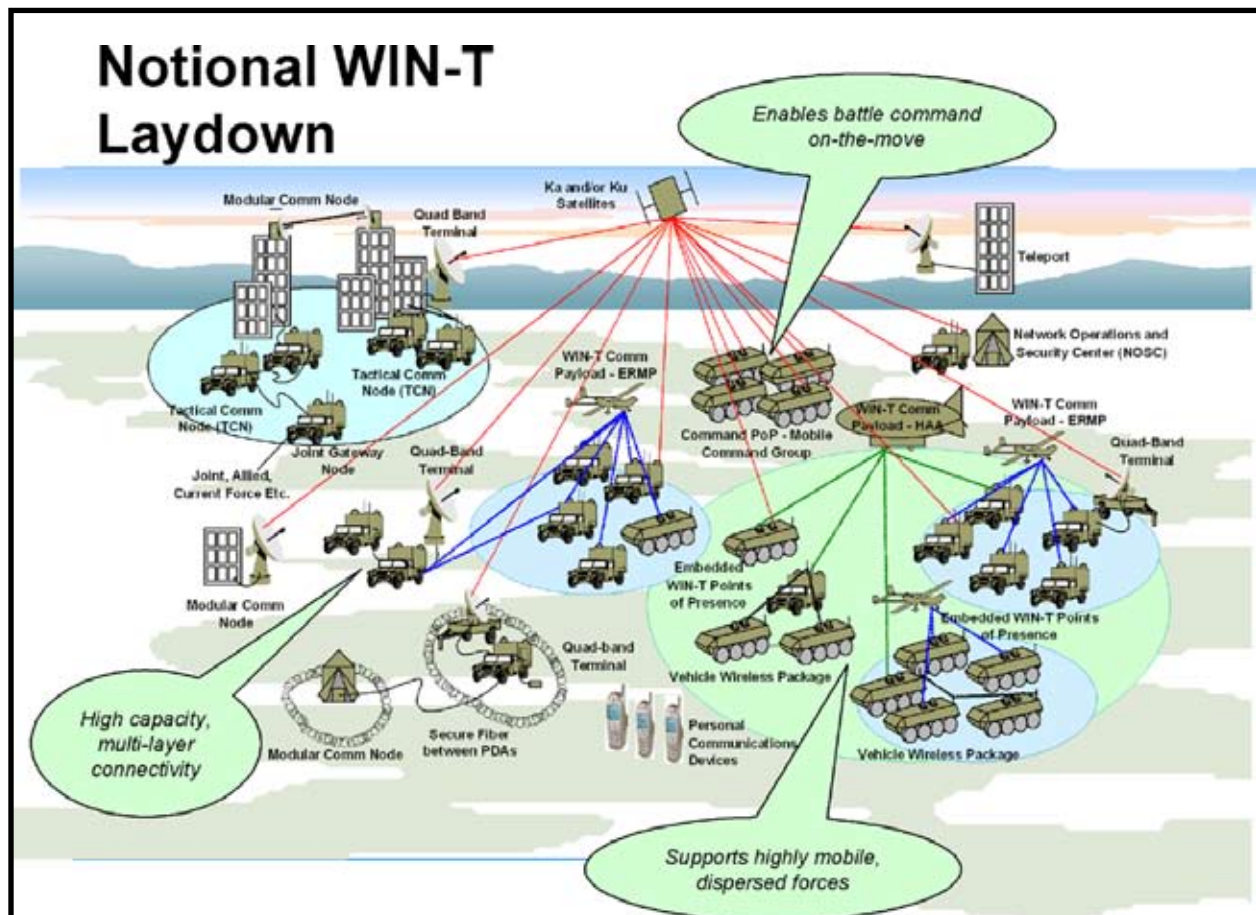 Notional WIN-T
Laydown
Enables battle command
on-the-move
Modular Comm Node
Quad Band
Terminal
Ka and/or Ku
Satellites
Teleport
Network Operations and
Security Center (NOSC)
Tactical Comm
Node (TCN)
Tactical Comm
Node (TCN)
Joint Gateway
Node
Joint, Allied,
Current Force Etc.
WIN-T Comm
Payload - ERMP
Quad-Band
Terminal
Command PoP - Mobile
Command Group
WIN-T Comm
Payload - HAA
WIN-T Comm
Payload - ERMP
Quad-Band
Terminal
Modular Comm
Node
Embedded
WIN-T Points
of Presence
Embedded WIN-T Points
of Presence
Vehicle Wireless Package
Quad-band
Terminal
High capacity,
multi-layer
connectivity
Modular Comm Node
Secure Fiber
between PDAs
Personal
Communications
Devices
Vehicle Wireless Package
Supports highly mobile,
dispersed forces